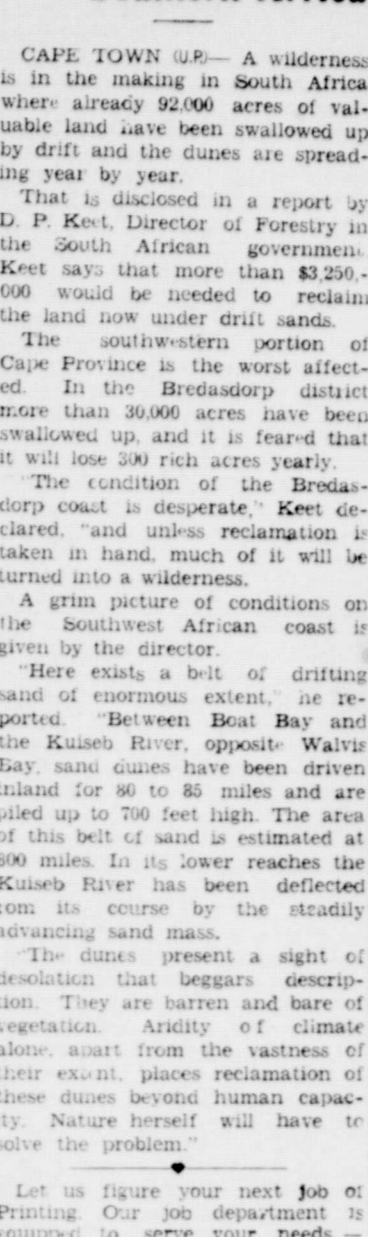 CAPE TOWN (U.P.)— A wilderness
is in the making in South Africa
where already 92,000 acres of val-
uable land have been swallowed up
by drift and the dunes are spread-
ing year by year.
That is disclosed in a report by
D. P. Keet, Director of Forestry in
the South African government.
Keet says that more than $3,250,-
000 would be needed to reclaim
the land now under drift sands.
The southwestern portion of
Cape Province is the worst affect-
ed. In the Bredasdorp district
more than 30,000 acres have been
swallowed up, and it is feared that
it will lose 300 rich acres yearly.
"The condition of the Bredas-
dorp coast is desperate," Keet de-
clared, "and unless reclamation is
taken in hand, much of it will be
turned into a wilderness.
A grim picture of conditions on
the Southwest African coast is
given by the director.
"Here exists a belt of drifting
sand of enormous extent," he re-
ported. "Between Boat Bay and
the Kuiseb River, opposite Walvis
Bay, sand dunes have been driven
inland for 80 to 85 miles and are
piled up to 700 feet high. The area
of this belt of sand is estimated at
800 miles. In its lower reaches the
Kuiseb River has been deflected
from its course by the steadily
advancing sand mass.
"The dunes present a sight of
desolation that beggars descrip-
tion. They are barren and bare of
vegetation. Aridity of climate
alone, apart from the vastness of
their extent, places reclamation of
these dunes beyond human capac-
ity. Nature herself will have to
solve the problem."
Let us figure your next job of
Printing. Our job department is
equipped to serve your needs —